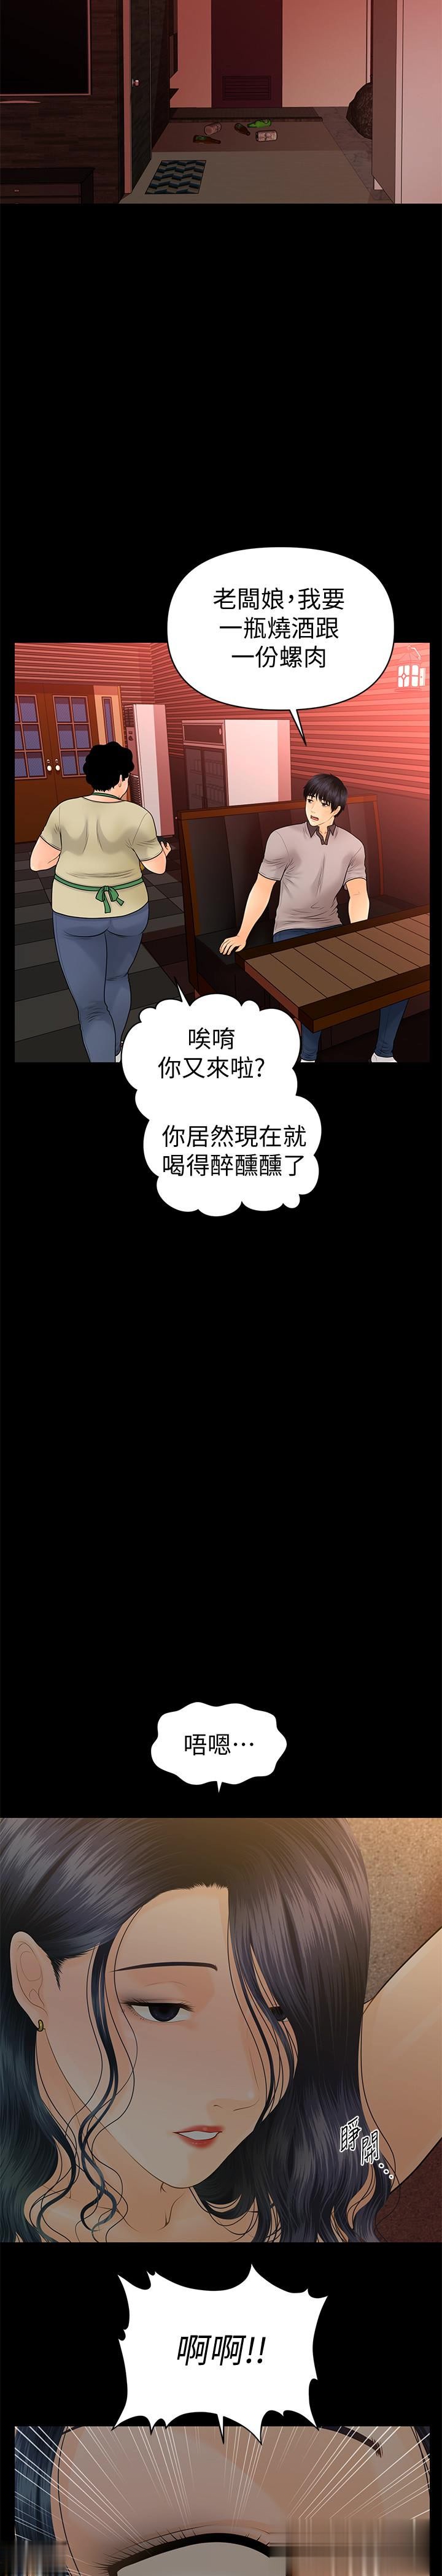 老闆娘，我要
一瓶燒酒跟
一份螺肉
唉唷
你又來啦?
你居然現在就
喝得醉醺醺了
唔嗯⋯
睜開...
啊啊!!